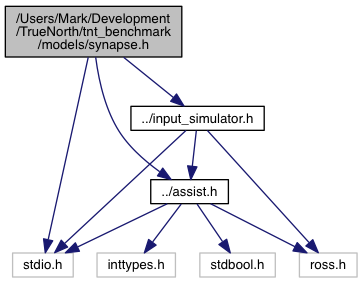 /Users/Mark/Development
/TrueNorth/tnt_benchmark
/models/synapse.h
../input_simulator.h
../assist.h
stdio.h
inttypes.h
stdbool.h
ross.h